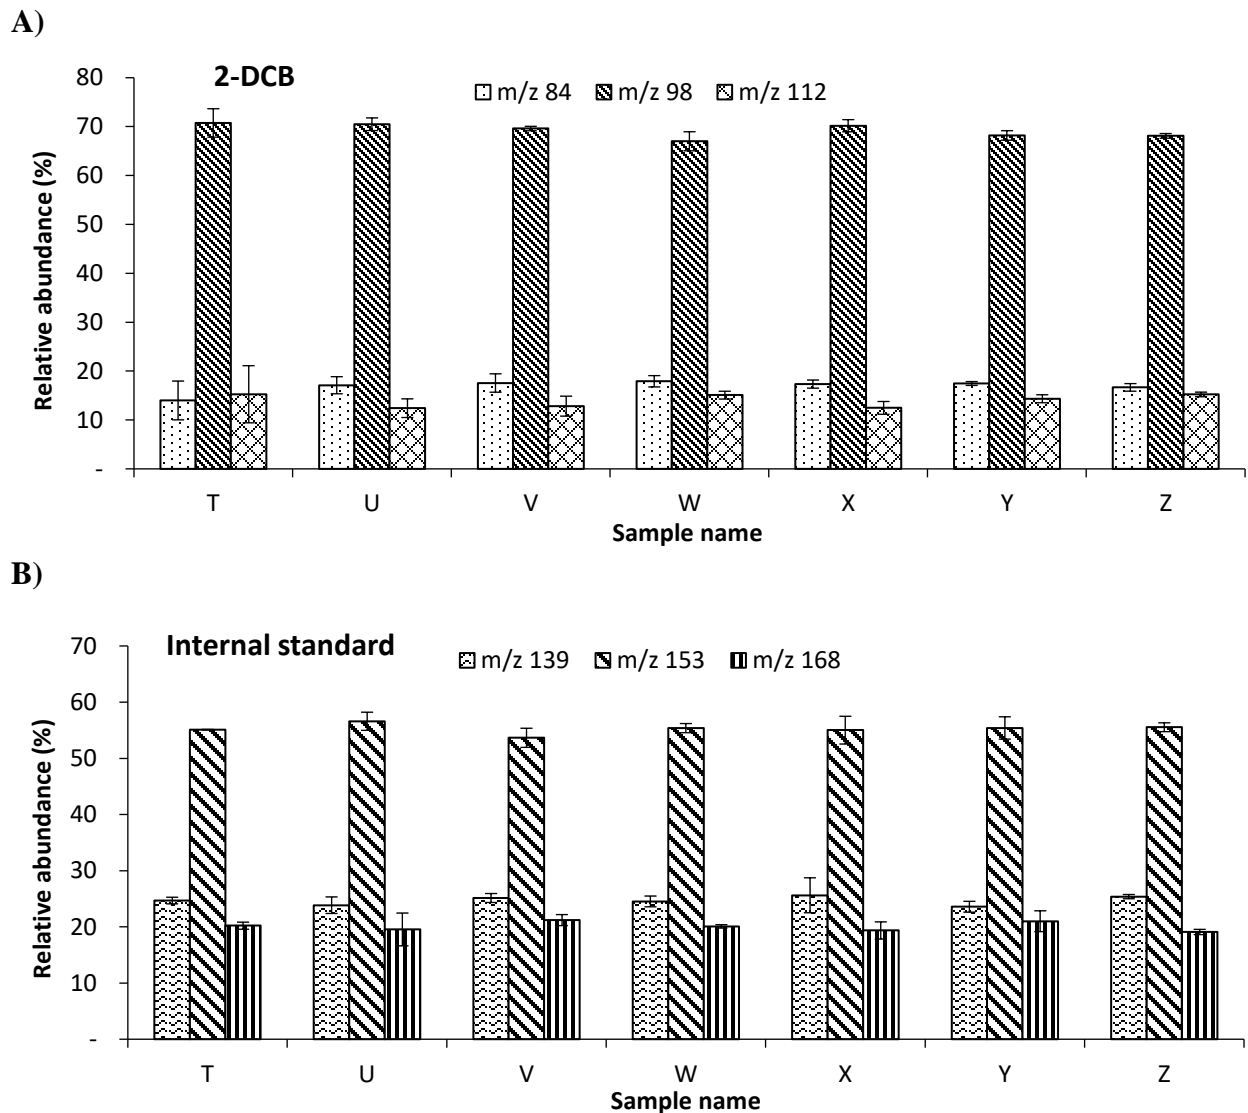 A)
2-DCB
m/z 84 m/z 98 m/z 112
Relative abundance (%)
80
70
60
50
40
30
20
10
-
T U V W X Y Z
Sample name
B)
Internal standard
m/z 139 m/z 153 m/z 168
Relative abundance (%)
70
60
50
40
30
20
10
-
T U V W X Y Z
Sample name